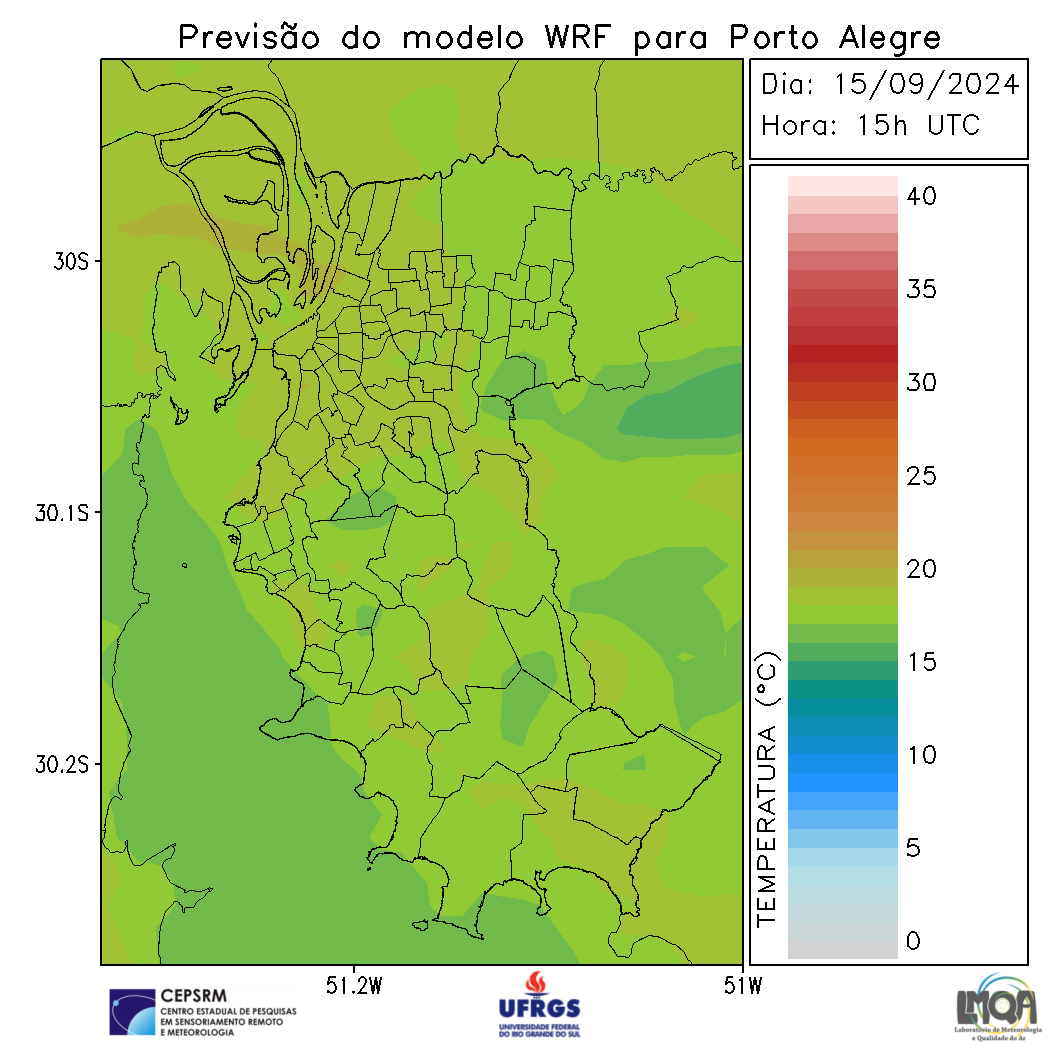 Previsão do modelo WRF para Porto Alegre
Dia: 15/09/2024
Hora: 15h UTC
30S
30.1S
30.2S
51.2W
51W
TEMPERATURA (°C)
40
35
30
25
20
15
10
5
0
CEPSRM
CENTRO ESTADUAL DE PESQUISAS
EM SENSORIAMENTO REMOTO
E METEOROLOGIA
UFRGS
UNIVERSIDADE FEDERAL
DO RIO GRANDE DO SUL
LMQA
Laboratório de Meteorologia
e Qualidade do Ar